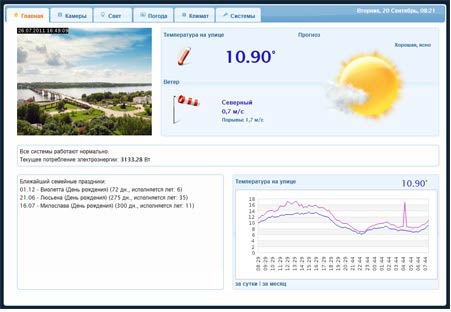 Главная Камеры Свет Погода Климат Системы
Вторник, 20 Сентябрь, 08:21
26.07.2011 16:49:09
Температура на улице
10.90°
Прогноз
Хорошая, ясно
Ветер
Северный
0,7 м/с
Порывы: 1,7 м/с
Все системы работают нормально.
Текущее потребление электроэнергии: 3133.28 Вт
Ближайший семейные праздники:
01.12 - Виолетта (День рождения) (72 дн., исполняется лет: 6)
21.06 - Люсьена (День рождения) (275 дн., исполняется лет: 35)
16.07 - Милослава (День рождения) (300 дн., исполняется лет: 11)
Температура на улице
10.90°
18
16
14
12
10
8
6
4
2
0
08:29 09:29 10:29 11:29 12:29 13:29 14:29 15:29 16:29 17:29 18:29 19:29 20:29 21:29 22:29 23:29 00:44 01:44 02:44 03:44 04:44 05:44 06:44 07:44
за сутки | за месяц